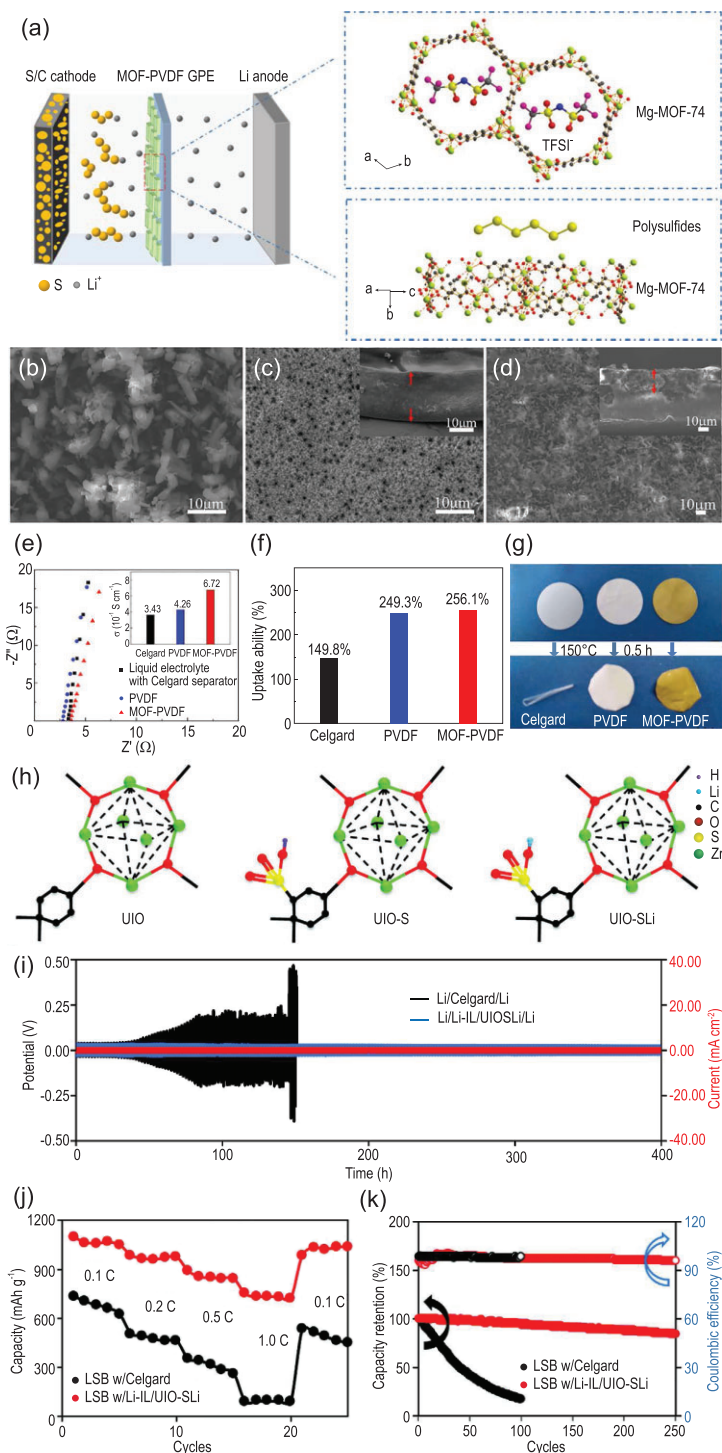 (a)
S/C cathode
MOF-PVDF GPE
Li anode
S
Li⁺
Mg-MOF-74
TFSI⁻
a
b
Polysulfides
Mg-MOF-74
a
c
b
(b)
10μm
(c)
10μm
10μm
(d)
10μm
10μm
(e)
20
15
10
5
0
-Z'' (Ω)
0
5
10
15
20
Z' (Ω)
8
6
4
2
0
3.43
4.26
6.72
Celgard
PVDF
MOF-PVDF
Liquid electrolyte
with Celgard separator
PVDF
MOF-PVDF
(f)
Uptake ability (%)
300
200
100
0
149.8%
249.3%
256.1%
Celgard
PVDF
MOF-PVDF
(g)
150°C
0.5 h
Celgard
PVDF
MOF-PVDF
(h)
UIO
UIO-S
UIO-SLi
H
Li
C
O
S
Zr
(i)
Potential (V)
0.50
0.25
0.00
-0.25
-0.50
0
100
200
300
400
Time (h)
Li/Celgard/Li
Li/Li-IL/UIOSLi/Li
40.00
20.00
0.00
-20.00
-40.00
Current (mA cm⁻²)
(j)
Capacity (mAh g⁻¹)
1200
900
600
300
0
0.1 C
0.2 C
0.5 C
1.0 C
0.1 C
LSB w/Celgard
LSB w/Li-IL/UIO-SLi
0
10
20
Cycles
(k)
Capacity retention (%)
200
150
100
50
0
120
90
60
30
0
Coulombic efficiency (%)
LSB w/Celgard
LSB w/Li-IL/UIO-SLi
0
50
100
150
200
250
Cycles